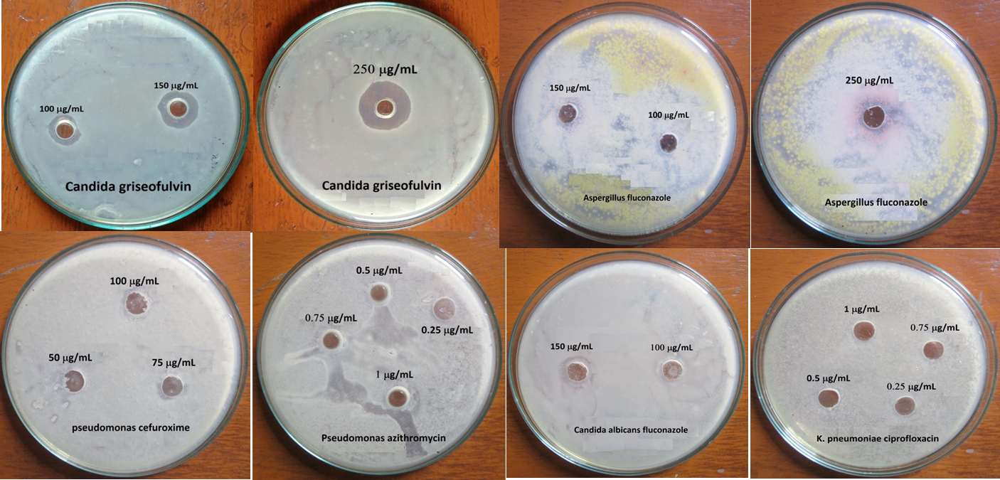 150 µg/mL
100 µg/mL
Candida griseofulvin
250 µg/mL
Candida griseofulvin
150 µg/mL
100 µg/mL
Aspergillus fluconazole
250 µg/mL
Aspergillus fluconazole
100 µg/mL
50 µg/mL
75 µg/mL
pseudomonas cefuroxime
0.5 µg/mL
0.75 µg/mL
0.25 µg/mL
1 µg/mL
Pseudomonas azithromycin
150 µg/mL
100 µg/mL
Candida albicans fluconazole
1 µg/mL
0.75 µg/mL
0.5 µg/mL
0.25 µg/mL
K. pneumoniae ciprofloxacin